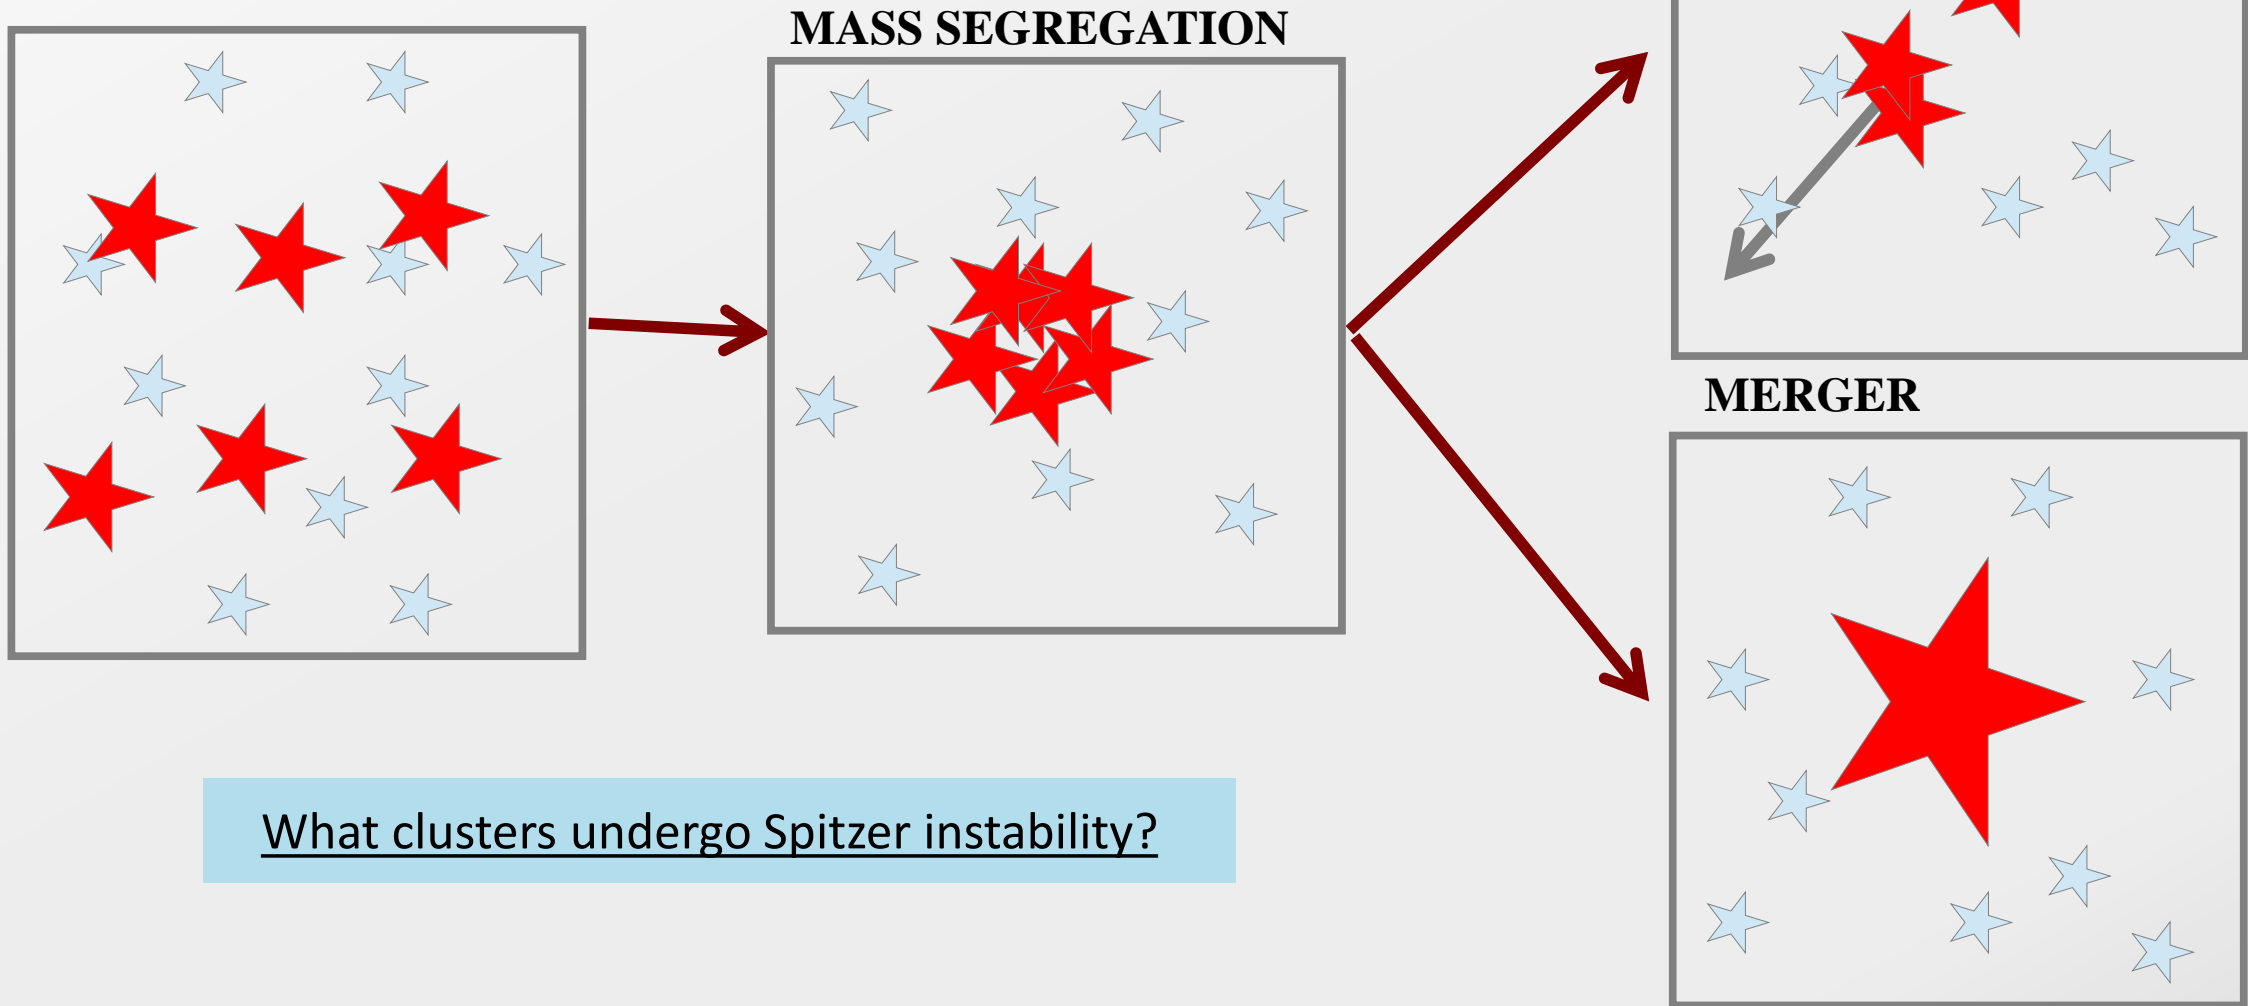 MASS SEGREGATION
MERGER
What clusters undergo Spitzer instability?